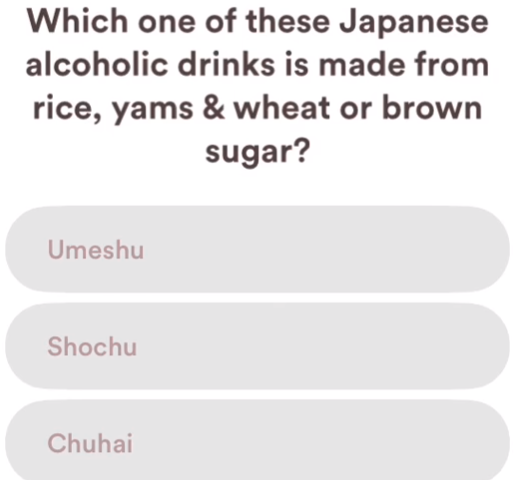 Which one of these Japanese
alcoholic drinks is made from
rice, yams & wheat or brown
sugar?
Umeshu
Shochu
Chuhai